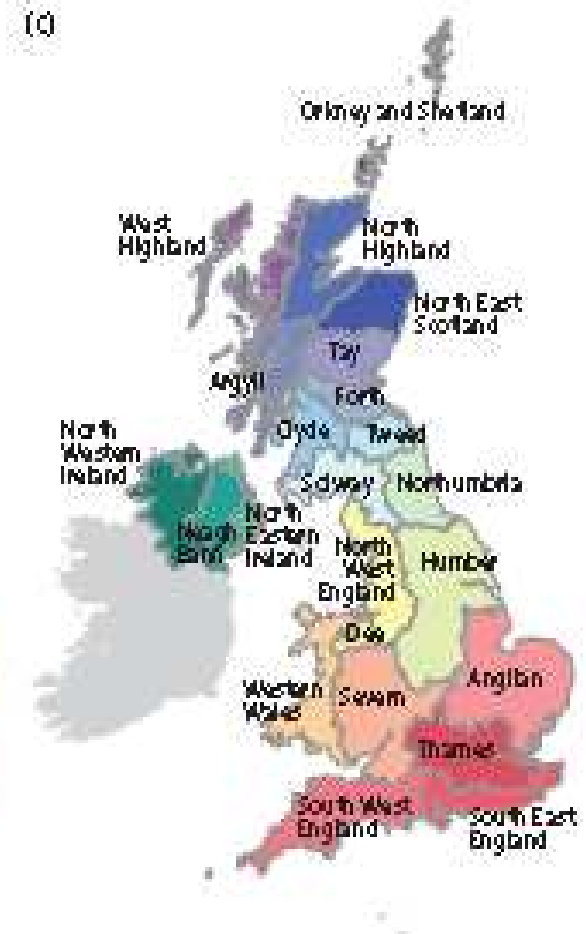 (c)
Orkney and Shetland
West
Highland
North
Highland
North East
Scotland
Tay
Argyll
Forth
Clyde
Tweed
North
Western
Ireland
Solway
Northumbria
Neagh
Bann
North
Eastern
Ireland
North
West
England
Humber
Dee
Western
Wales
Severn
Anglian
Thames
South West
England
South East
England